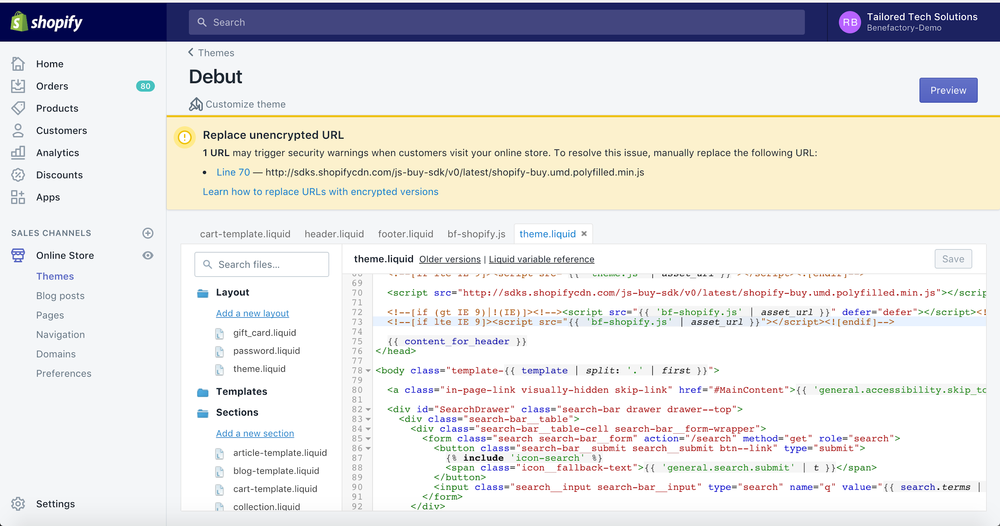 shopify
Search
RB
Tailored Tech Solutions
Benefactory-Demo
Home
Orders
80
Products
Customers
Analytics
Discounts
Apps
SALES CHANNELS
Online Store
Themes
Blog posts
Pages
Navigation
Domains
Preferences
Settings
Themes
Debut
Customize theme
Preview
Replace unencrypted URL
1 URL may trigger security warnings when customers visit your online store. To resolve this issue, manually replace the following URL:
• Line 70 — http://sdks.shopifycdn.com/js-buy-sdk/v0/latest/shopify-buy.umd.polyfilled.min.js
Learn how to replace URLs with encrypted versions
cart-template.liquid header.liquid footer.liquid bf-shopify.js theme.liquid ×
Search files...
Layout
Add a new layout
gift_card.liquid
password.liquid
theme.liquid
Templates
Sections
Add a new section
article-template.liquid
blog-template.liquid
cart-template.liquid
collection.liquid
theme.liquid Older versions | Liquid variable reference
Save
68 <!--[if lte IE 9]><script src="{{ 'theme.js' | asset_url }}"></script><![endif]-->
69
70 <script src="http://sdks.shopifycdn.com/js-buy-sdk/v0/latest/shopify-buy.umd.polyfilled.min.js"></scrip
71
72 <!--[if (gt IE 9)|!(IE)]><!--><script src="{{ 'bf-shopify.js' | asset_url }}" defer="defer"></script><!
73 <!--[if lte IE 9]><script src="{{ 'bf-shopify.js' | asset_url }}"></script><![endif]-->
74
75 {{ content_for_header }}
76 </head>
77
78 <body class="template-{{ template | split: '.' | first }}">
79
80 <a class="in-page-link visually-hidden skip-link" href="#MainContent">{{ 'general.accessibility.skip_to
81
82 <div id="SearchDrawer" class="search-bar drawer drawer--top">
83 <div class="search-bar__table">
84 <div class="search-bar__table-cell search-bar__form-wrapper">
85 <form class="search search-bar__form" action="/search" method="get" role="search">
86 <button class="search-bar__submit search__submit btn--link" type="submit">
87 {% include 'icon-search' %}
88 <span class="icon__fallback-text">{{ 'general.search.submit' | t }}</span>
89 </button>
90 <input class="search__input search-bar__input" type="search" name="q" value="{{ search.terms |
91 </form>
92 </div>